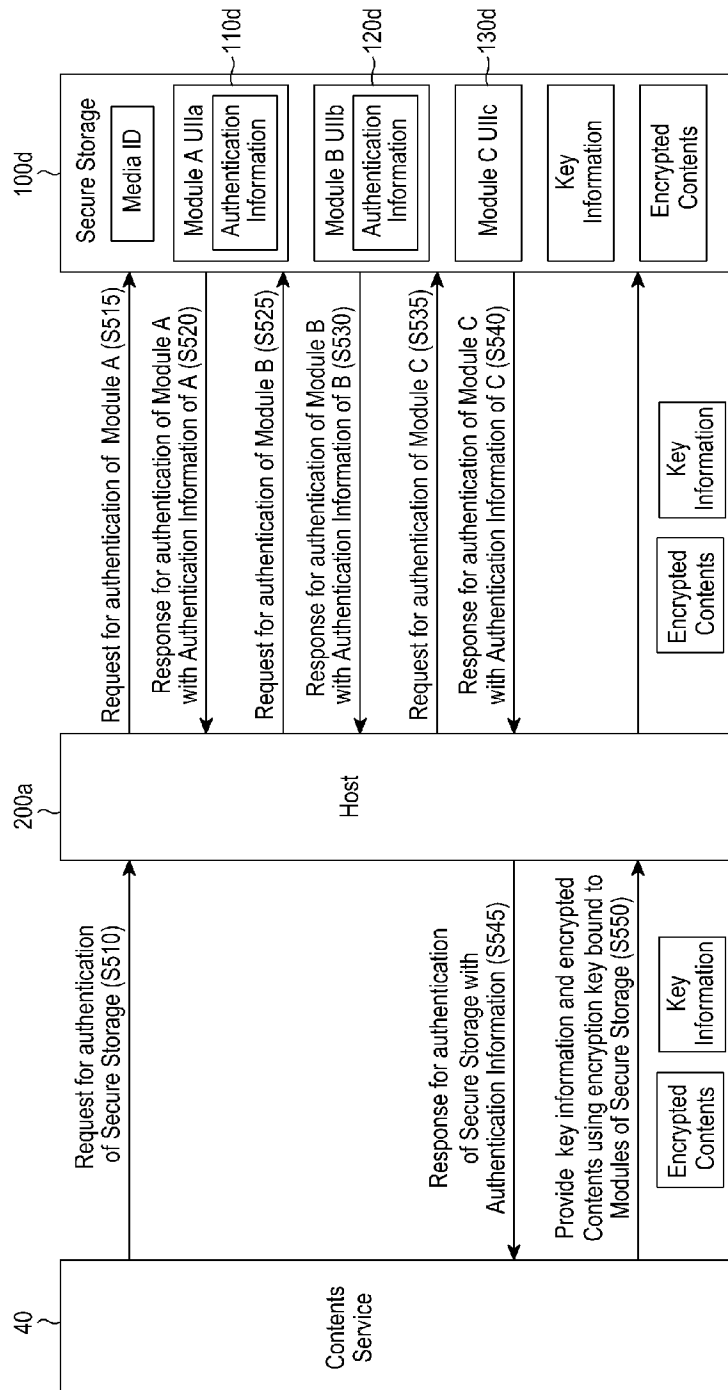 40
200a
100d
Contents
Service
Host
Secure Storage
Media ID
Module A UIIa
Authentication
Information
110d
Module B UIIb
Authentication
Information
120d
Module C UIIc
130d
Key
Information
Encrypted
Contents
Request for authentication
of Secure Storage (S510)
Request for authentication of Module A (S515)
Response for authentication of Module A
with Authentication Information of A (S520)
Request for authentication of Module B (S525)
Response for authentication of Module B
with Authentication Information of B (S530)
Request for authentication of Module C (S535)
Response for authentication of Module C
with Authentication Information of C (S540)
Response for authentication
of Secure Storage with
Authentication Information (S545)
Provide key information and encrypted
Contents using encryption key bound to
Modules of Secure Storage (S550)
Encrypted
Contents
Key
Information
Encrypted
Contents
Key
Information